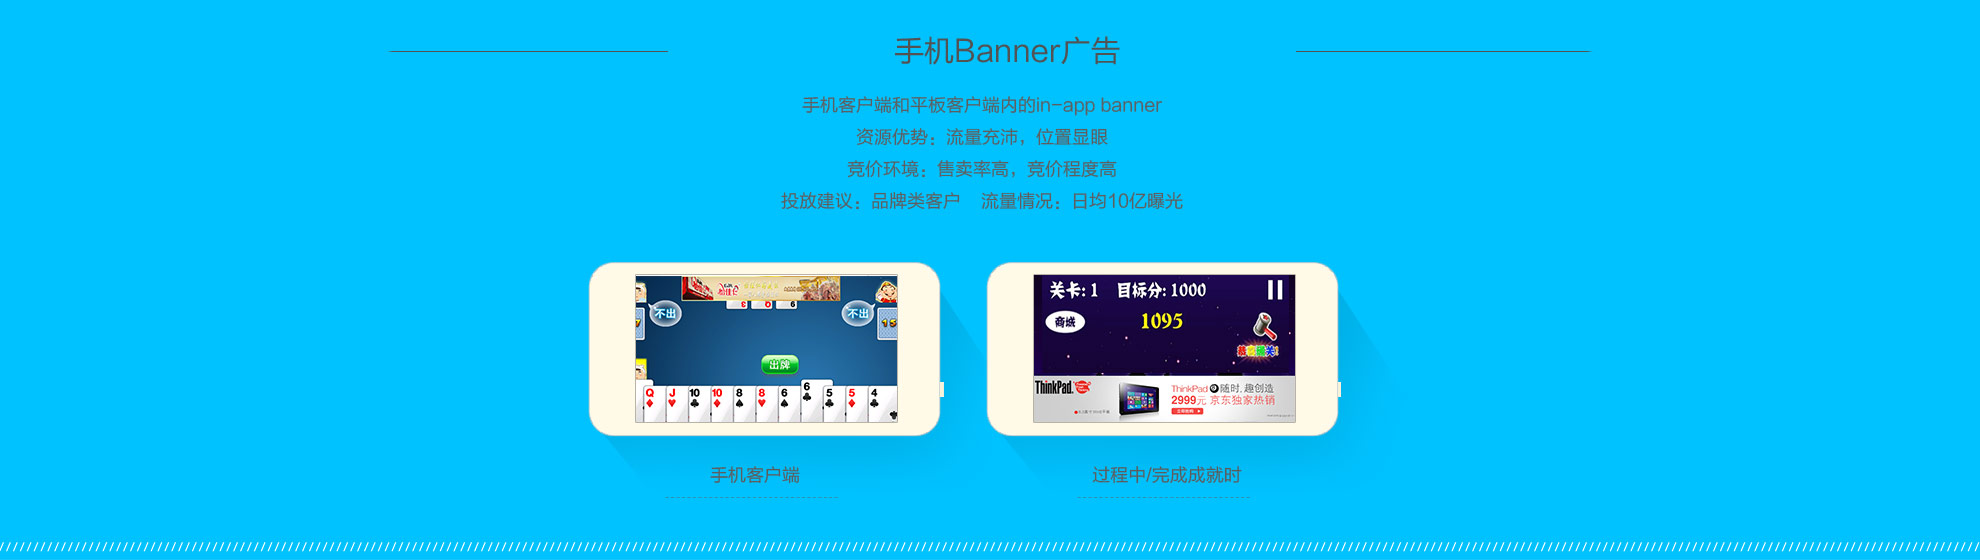 手机Banner广告
手机客户端和平板客户端内的in-app banner
资源优势：流量充沛，位置显眼
竞价环境：售卖率高，竞价程度高
投放建议：品牌类客户 流量情况：日均10亿曝光
不出
不出
7
15
3 Q 9
出牌
Q J 10 10 8 8 6 6 5 5 4
关卡:1 目标分:1000
商城
1095
ThinkPad
ThinkPad 随时, 趣创造
2999元 京东独家热销
手机客户端
过程中/完成成就时